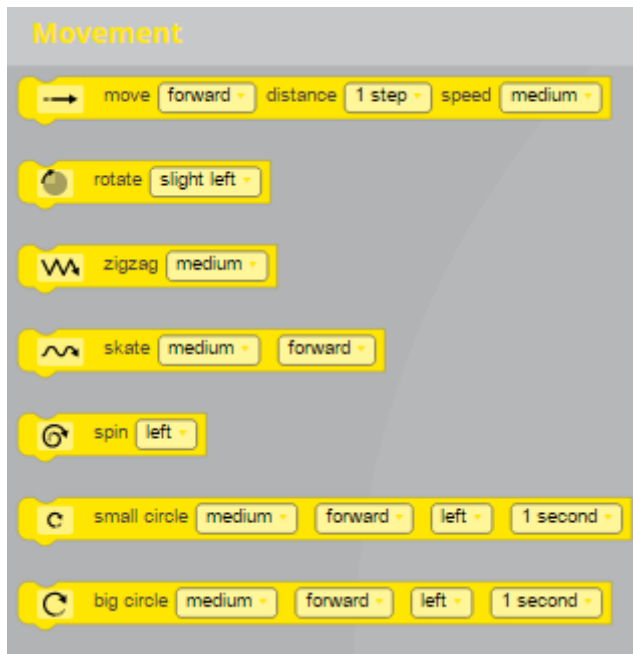 Movement
move forward distance 1 step speed medium
rotate slight left
zigzag medium
skate medium forward
spin left
small circle medium forward left 1 second
big circle medium forward left 1 second